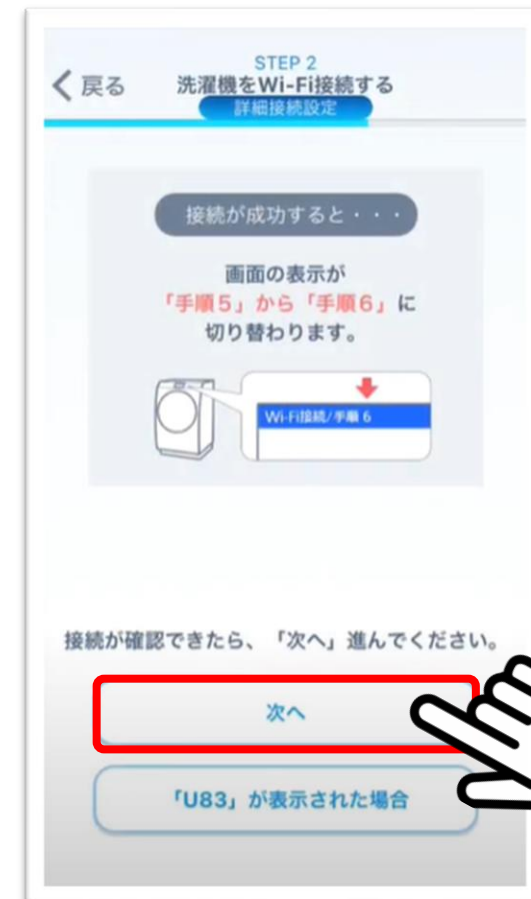 STEP 2
戻る
洗濯機をWi-Fi接続する
詳細接続設定
接続が成功すると・・・
画面の表示が
「手順5」から「手順6」に
切り替わります。
Wi-Fi接続/手順 6
接続が確認できたら、「次へ」進んでください。
次へ
「U83」が表示された場合